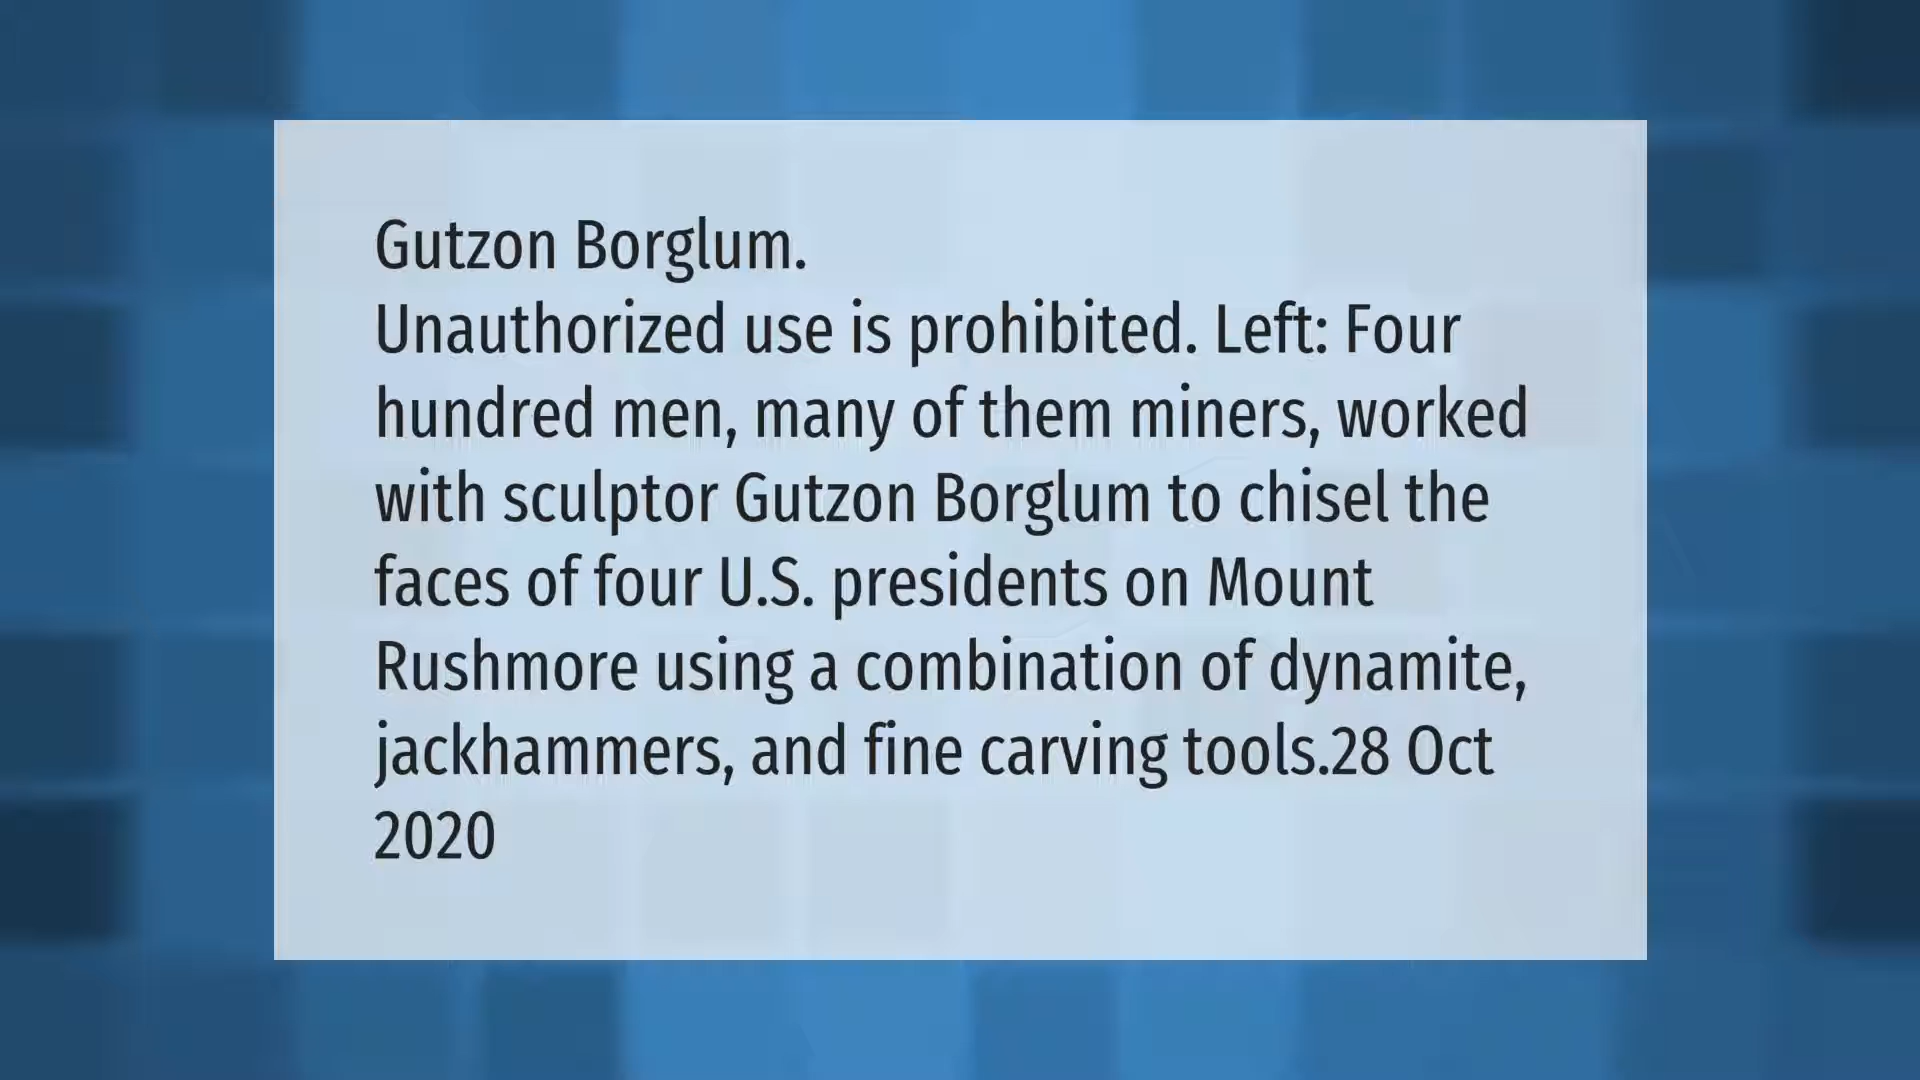 Gutzon Borglum.
Unauthorized use is prohibited. Left: Four
hundred men, many of them miners, worked
with sculptor Gutzon Borglum to chisel the
faces of four U.S. presidents on Mount
Rushmore using a combination of dynamite,
jackhammers, and fine carving tools.28 Oct
2020